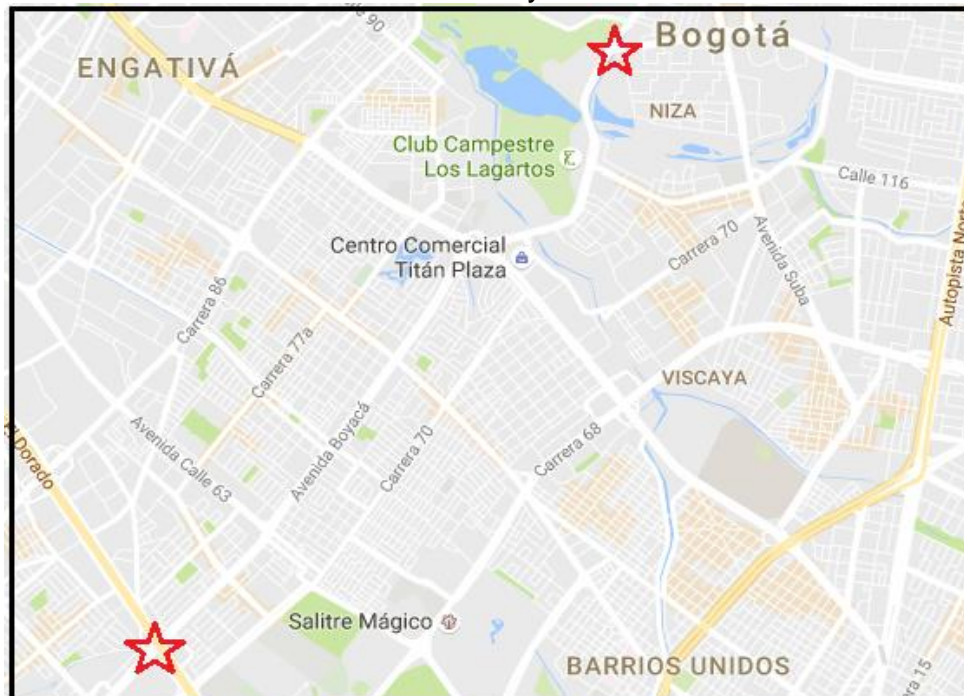 Bogotá
ENGATIVÁ
NIZA
Club Campestre
Los Lagartos
Calle 116
Centro Comercial
Titán Plaza
Carrera 70
Avenida Suba
Autopista Norte
Carrera 86
Carrera 77a
VISCAYA
Avenida Boyacá
Carrera 70
Carrera 68
El Dorado
Avenida Calle 63
Salitre Mágico
BARRIOS UNIDOS